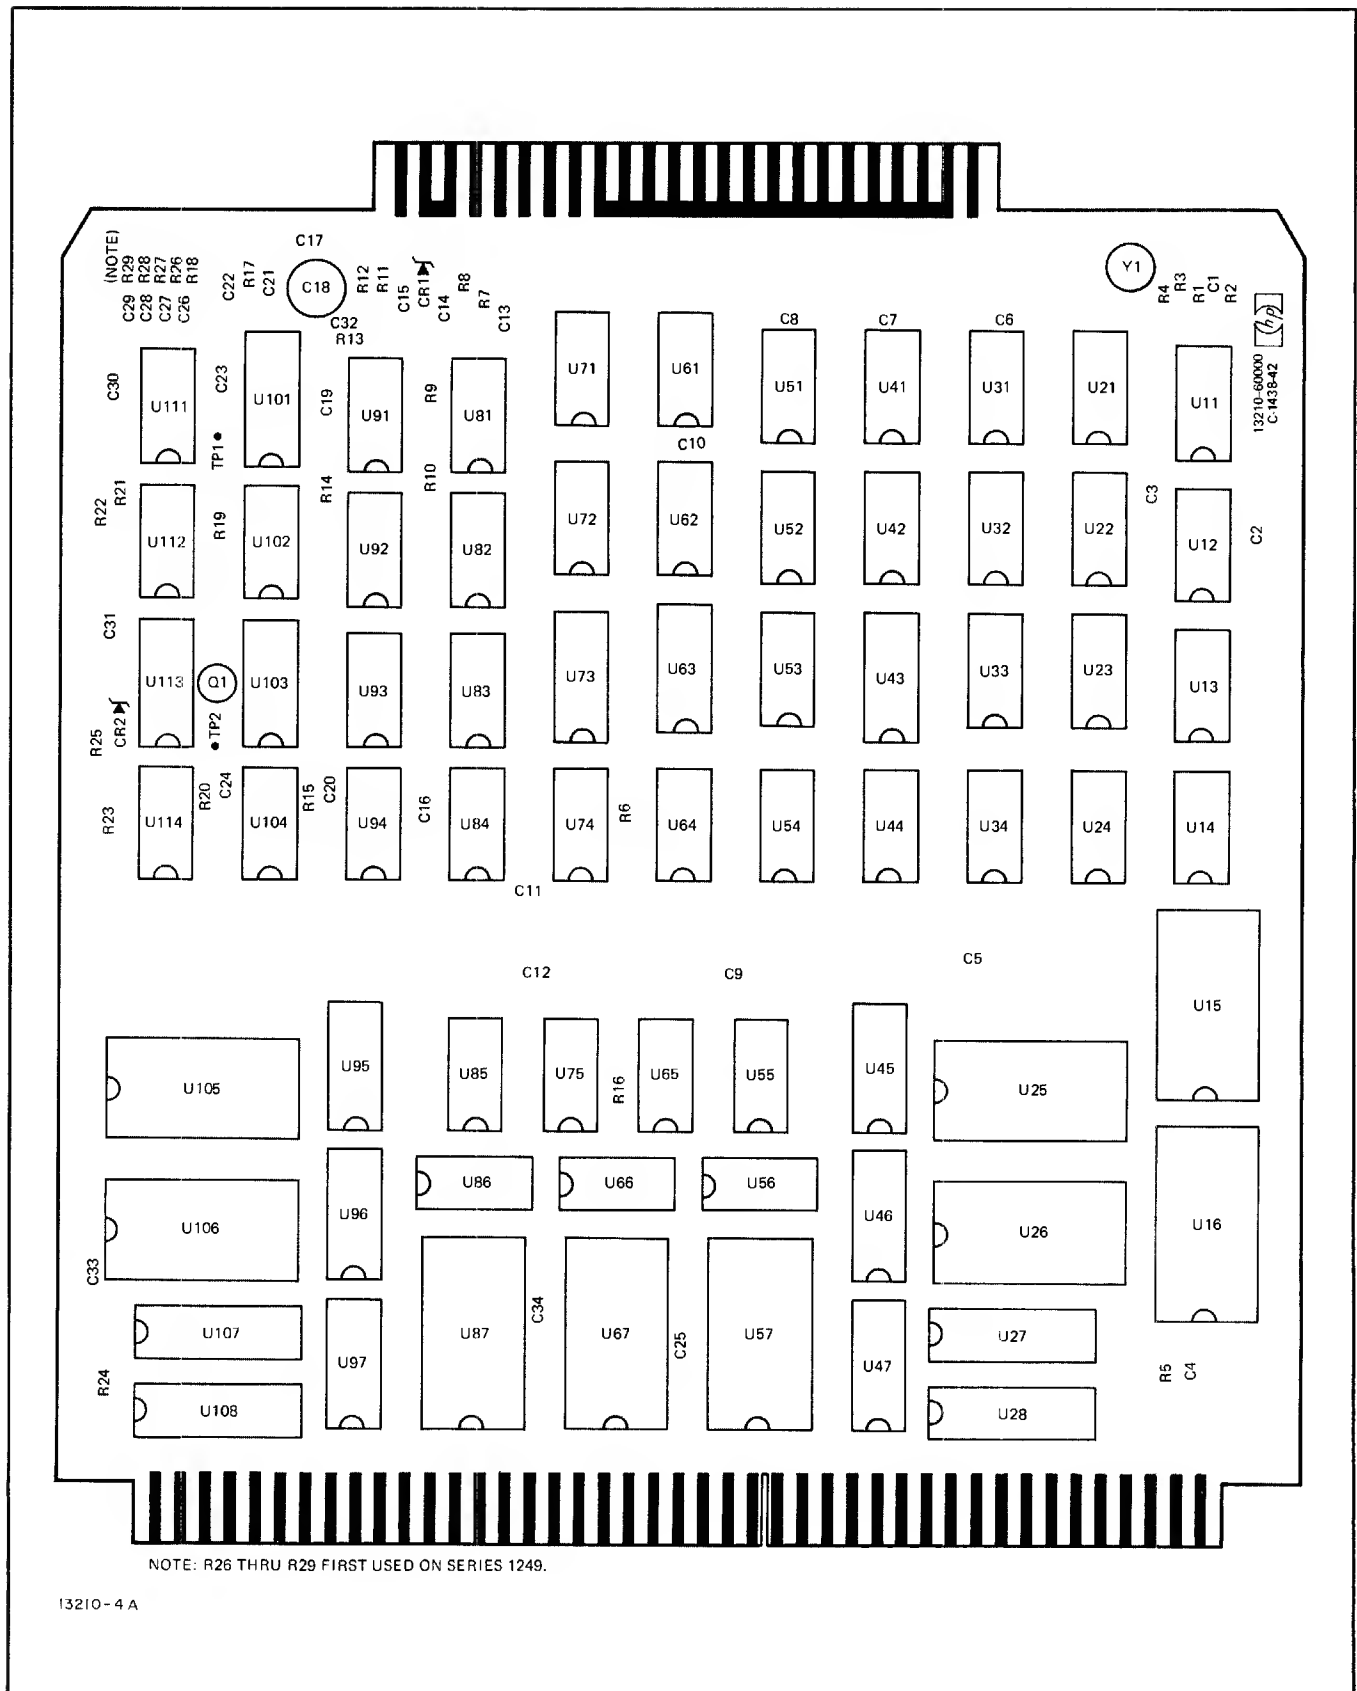 C17
(NOTE)
R29
R28
R27
R26
R18
C29
C28
C27
C26
C22
R17
C21
C18
R12
R11
C15
CR1
C14
R8
R7
C13
C32
R13
Y1
R4
R3
R1
C1
R2
hp
13210-60000
C-1438-42
C8
C7
C6
C30
U111
C23
U101
C19
U91
R9
U81
U71
U61
U51
U41
U31
U21
U11
TP1
C10
R22
R21
R14
R10
C3
C2
U112
R19
U102
U92
U82
U72
U62
U52
U42
U32
U22
U12
C31
U113
Q1
U103
U93
U83
U73
U63
U53
U43
U33
U23
U13
R25
CR2
TP2
R23
U114
R20
C24
U104
R15
C20
U94
C16
U84
U74
R6
U64
U54
U44
U34
U24
U14
C11
C12
C9
C5
U15
U105
U95
U85
U75
R16
U65
U55
U45
U25
U86
U66
U56
U106
U96
U46
U26
U16
C33
U107
U97
U87
C34
U67
C25
U57
U47
U27
R5
C4
R24
U108
U28
NOTE: R26 THRU R29 FIRST USED ON SERIES 1249.
13210-4A